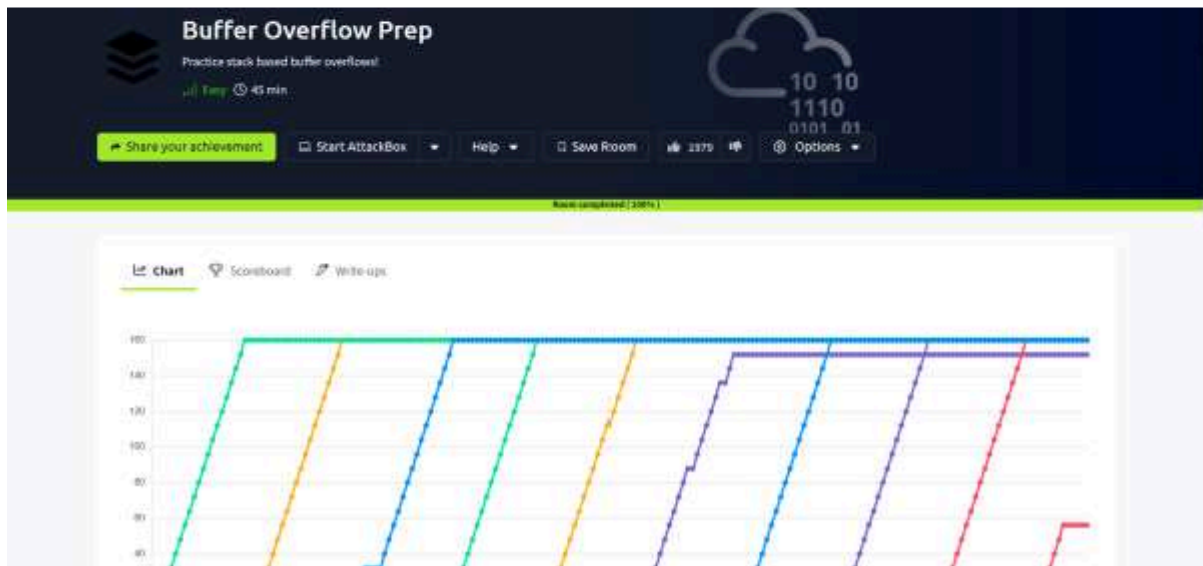 Buffer Overflow Prep
Practice stack based buffer overflows!
Easy 45 min
10 10
1110
0101 01
Share your achievement Start AttackBox Help Save Room 1979 Options
Room completed ( 100% )
Chart Scoreboard Write-ups
160
140
120
100
80
60
40